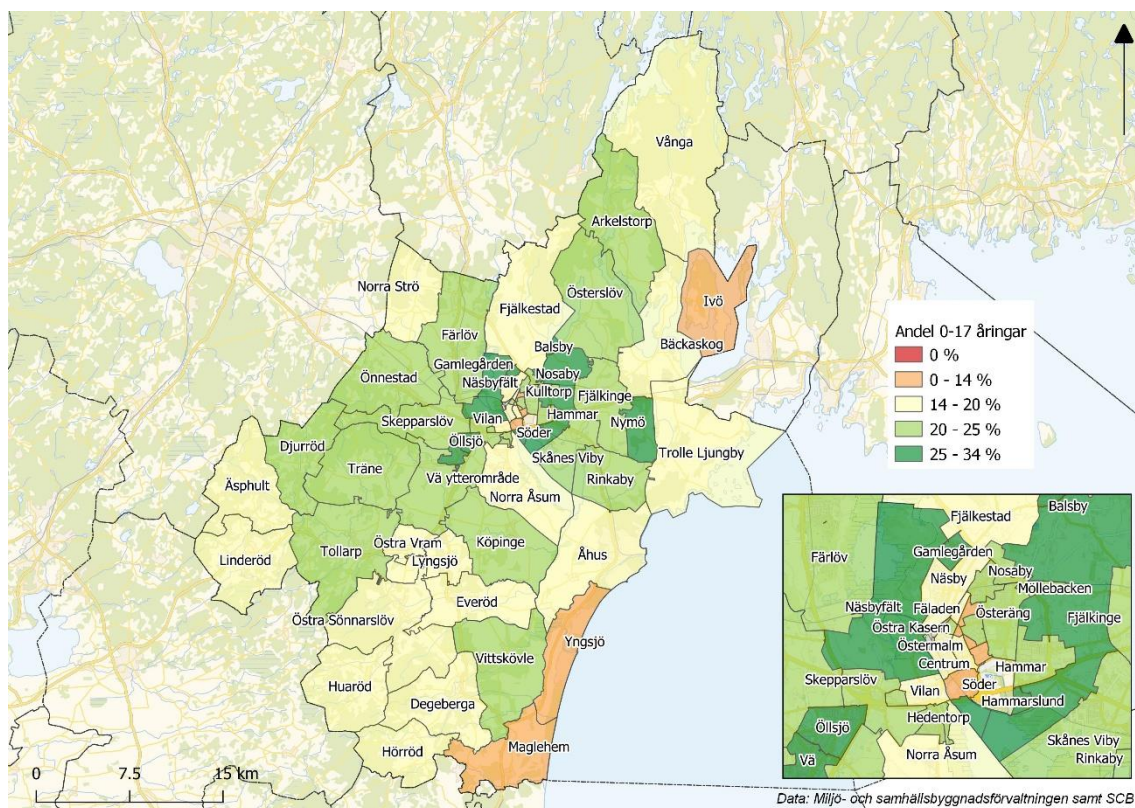 Vånga
Arkelstorp
Norra Strö
Österslöv
Ivö
Fjälkestad
Färlöv
Bäckaskog
Balsby
Gamlegården
Nosaby
Önnestad
Näsbyfält
Kulltorp
Fjälkinge
Skepparslöv
Vilan
Hammar
Nymö
Söder
Djurröd
Öllsjö
Skånes Viby
Trolle Ljungby
Träne
Vä ytterområde
Rinkaby
Äsphult
Norra Åsum
Östra Vram
Köpinge
Linderöd
Tollarp
Lyngsjö
Åhus
Everöd
Östra Sönnarslöv
Yngsjö
Vittskövle
Huaröd
Degeberga
Hörröd
Maglehem
Andel 0-17 åringar
0 %
0 - 14 %
14 - 20 %
20 - 25 %
25 - 34 %
Balsby
Fjälkestad
Färlöv
Gamlegården
Näsby
Nosaby
Möllebacken
Näsbyfält
Fäladen
Österäng
Fjälkinge
Östra Kasern
Östermalm
Centrum
Hammar
Skepparslöv
Söder
Vilan
Hammarslund
Öllsjö
Hedentorp
Skånes Viby
Vä
Norra Åsum
Rinkaby
0 7.5 15 km
Data: Miljö- och samhällsbyggnadsförvaltningen samt SCB